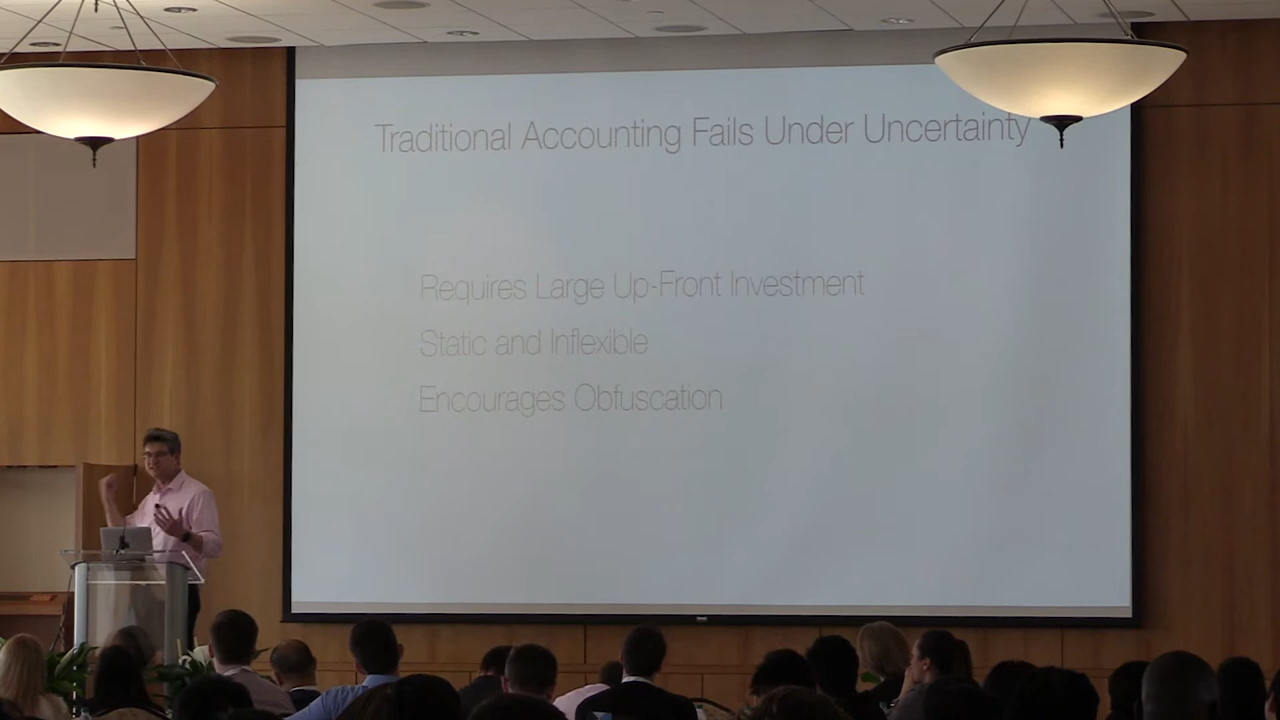 Traditional Accounting Fails Under Uncertainty
Requires Large Up-Front Investment
Static and Inflexible
Encourages Obfuscation